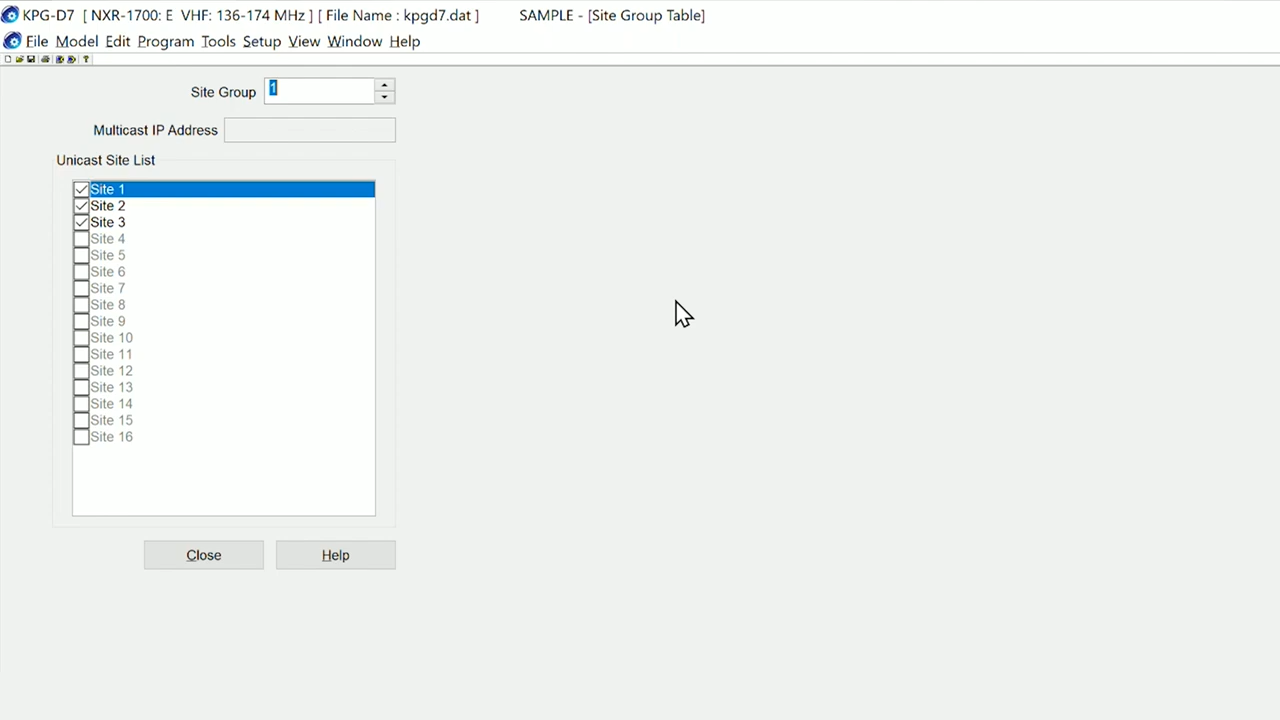 KPG-D7 [ NXR-1700: E VHF: 136-174 MHz ] [ File Name : kpgd7.dat ] SAMPLE - [Site Group Table]
File Model Edit Program Tools Setup View Window Help
Site Group 1
Multicast IP Address
Unicast Site List
Site 1
Site 2
Site 3
Site 4
Site 5
Site 6
Site 7
Site 8
Site 9
Site 10
Site 11
Site 12
Site 13
Site 14
Site 15
Site 16
Close Help